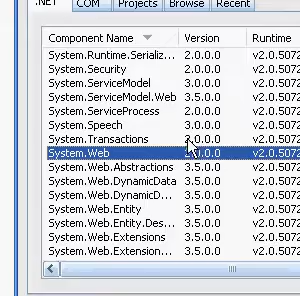 .NET COM Projects Browse Recent
Component Name Version Runtime
System.Runtime.Serializ... 2.0.0.0 v2.0.5072
System.Security 2.0.0.0 v2.0.5072
System.ServiceModel 3.0.0.0 v2.0.5072
System.ServiceModel.Web 3.5.0.0 v2.0.5072
System.ServiceProcess 2.0.0.0 v2.0.5072
System.Speech 3.0.0.0 v2.0.5072
System.Transactions v2.0.5072
System.Web v2.0.5072
System.Web.Abstractions 3.5.0.0 v2.0.5072
System.Web.DynamicData 3.5.0.0 v2.0.5072
System.Web.DynamicD... 3.5.0.0 v2.0.5072
System.Web.Entity 3.5.0.0 v2.0.5072
System.Web.Entity.Des... 3.5.0.0 v2.0.5072
System.Web.Extensions 3.5.0.0 v2.0.5072
System.Web.Extension... 3.5.0.0 v2.0.5072